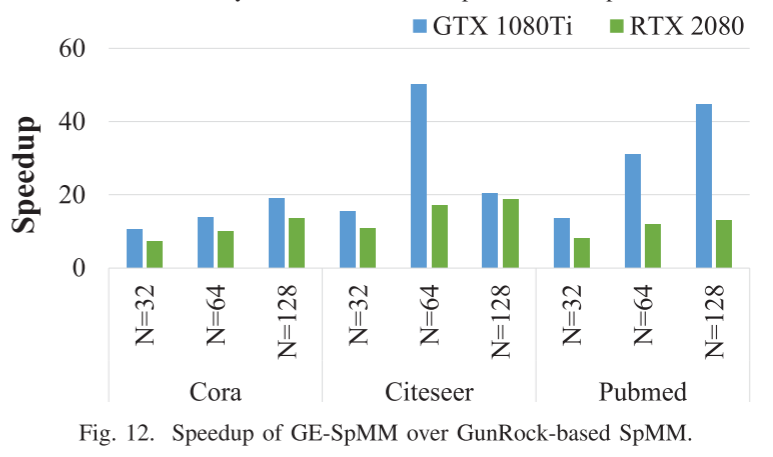 GTX 1080Ti RTX 2080
60
40
20
0
Speedup
N=32 N=64 N=128 N=32 N=64 N=128 N=32 N=64 N=128
Cora Citeseer Pubmed
Fig. 12. Speedup of GE-SpMM over GunRock-based SpMM.